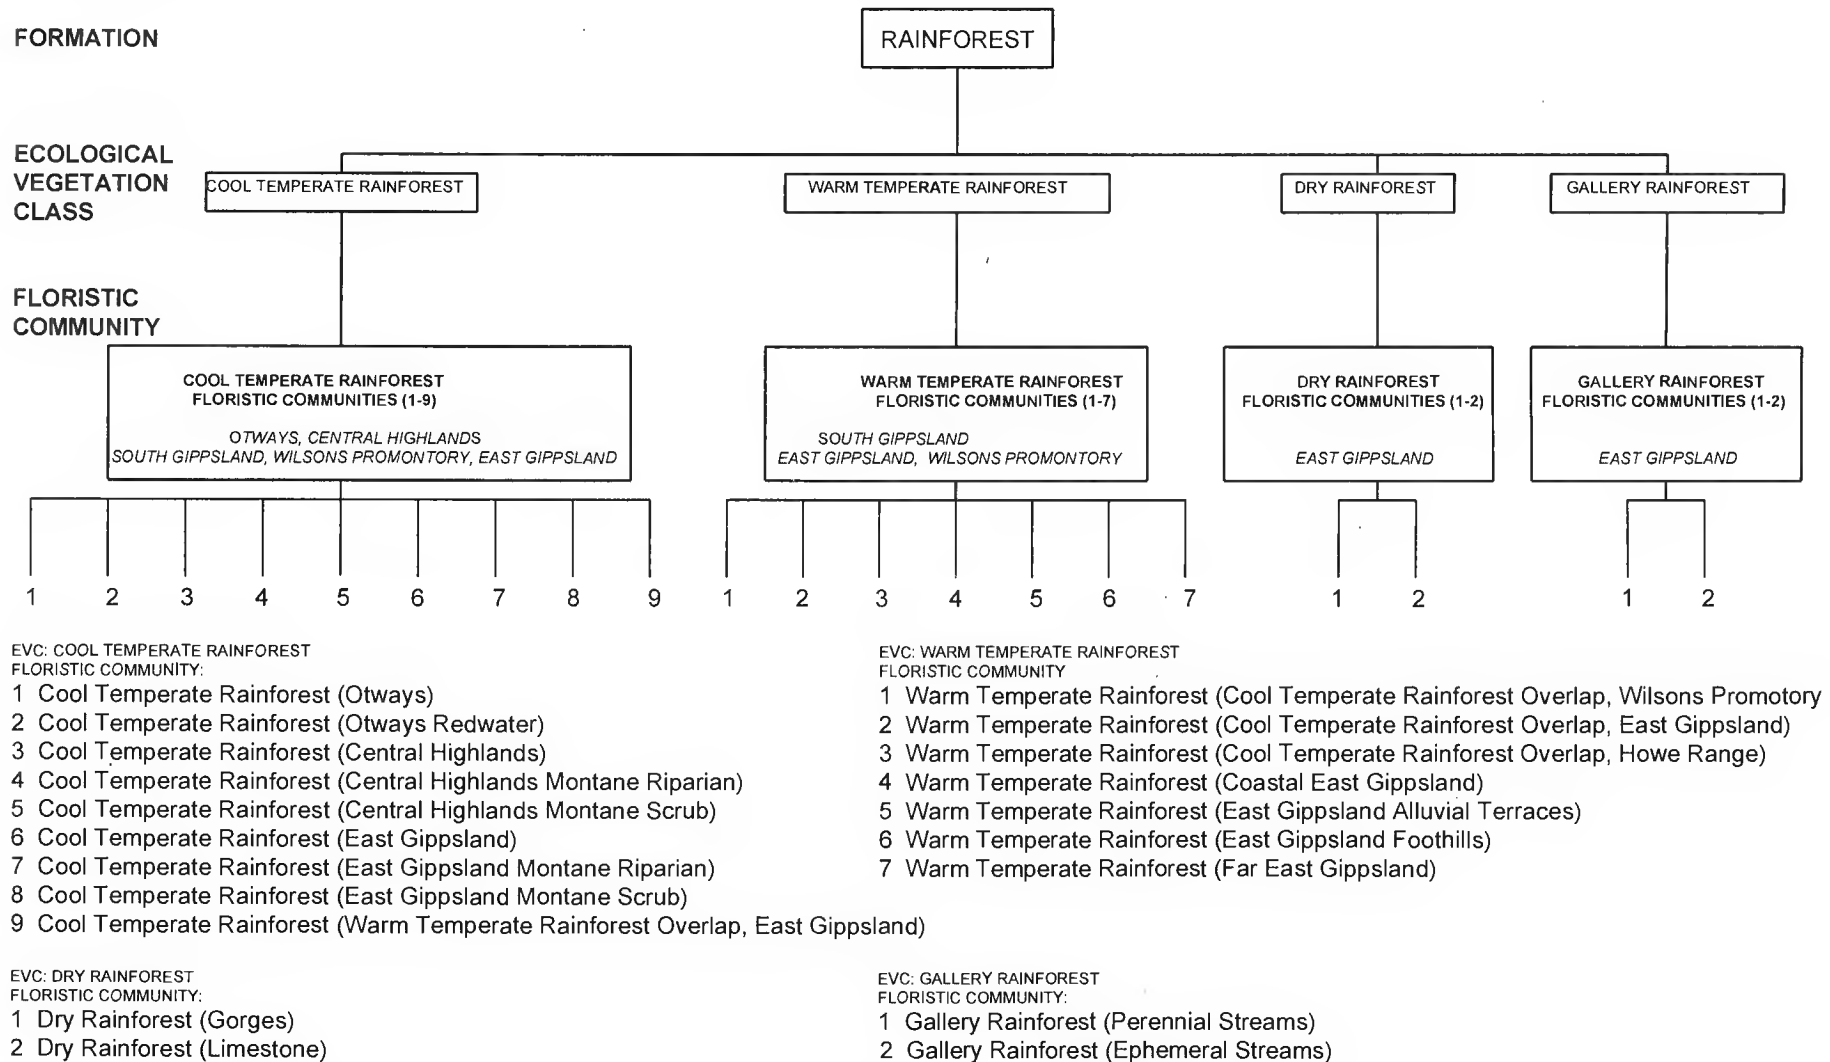 FORMATION
RAINFOREST
ECOLOGICAL
VEGETATION
CLASS
COOL TEMPERATE RAINFOREST
WARM TEMPERATE RAINFOREST
DRY RAINFOREST
GALLERY RAINFOREST
FLORISTIC
COMMUNITY
COOL TEMPERATE RAINFOREST
FLORISTIC COMMUNITIES (1-9)
OTWAYS, CENTRAL HIGHLANDS
SOUTH GIPPSLAND, WILSONS PROMONTORY, EAST GIPPSLAND
WARM TEMPERATE RAINFOREST
FLORISTIC COMMUNITIES (1-7)
SOUTH GIPPSLAND
EAST GIPPSLAND, WILSONS PROMONTORY
DRY RAINFOREST
FLORISTIC COMMUNITIES (1-2)
EAST GIPPSLAND
GALLERY RAINFOREST
FLORISTIC COMMUNITIES (1-2)
EAST GIPPSLAND
1 2 3 4 5 6 7 8 9 1 2 3 4 5 6 7 1 2 1 2
EVC: COOL TEMPERATE RAINFOREST
FLORISTIC COMMUNITY:
1 Cool Temperate Rainforest (Otways)
2 Cool Temperate Rainforest (Otways Redwater)
3 Cool Temperate Rainforest (Central Highlands)
4 Cool Temperate Rainforest (Central Highlands Montane Riparian)
5 Cool Temperate Rainforest (Central Highlands Montane Scrub)
6 Cool Temperate Rainforest (East Gippsland)
7 Cool Temperate Rainforest (East Gippsland Montane Riparian)
8 Cool Temperate Rainforest (East Gippsland Montane Scrub)
9 Cool Temperate Rainforest (Warm Temperate Rainforest Overlap, East Gippsland)
EVC: WARM TEMPERATE RAINFOREST
FLORISTIC COMMUNITY
1 Warm Temperate Rainforest (Cool Temperate Rainforest Overlap, Wilsons Promotory
2 Warm Temperate Rainforest (Cool Temperate Rainforest Overlap, East Gippsland)
3 Warm Temperate Rainforest (Cool Temperate Rainforest Overlap, Howe Range)
4 Warm Temperate Rainforest (Coastal East Gippsland)
5 Warm Temperate Rainforest (East Gippsland Alluvial Terraces)
6 Warm Temperate Rainforest (East Gippsland Foothills)
7 Warm Temperate Rainforest (Far East Gippsland)
EVC: DRY RAINFOREST
FLORISTIC COMMUNITY:
1 Dry Rainforest (Gorges)
2 Dry Rainforest (Limestone)
EVC: GALLERY RAINFOREST
FLORISTIC COMMUNITY:
1 Gallery Rainforest (Perennial Streams)
2 Gallery Rainforest (Ephemeral Streams)